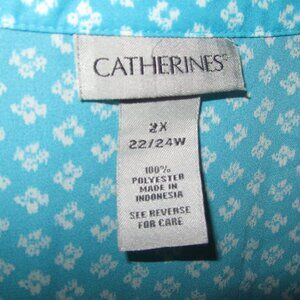 CATHERINES
2X
22/24W
100%
POLYESTER
MADE IN
INDONESIA
SEE REVERSE
FOR CARE